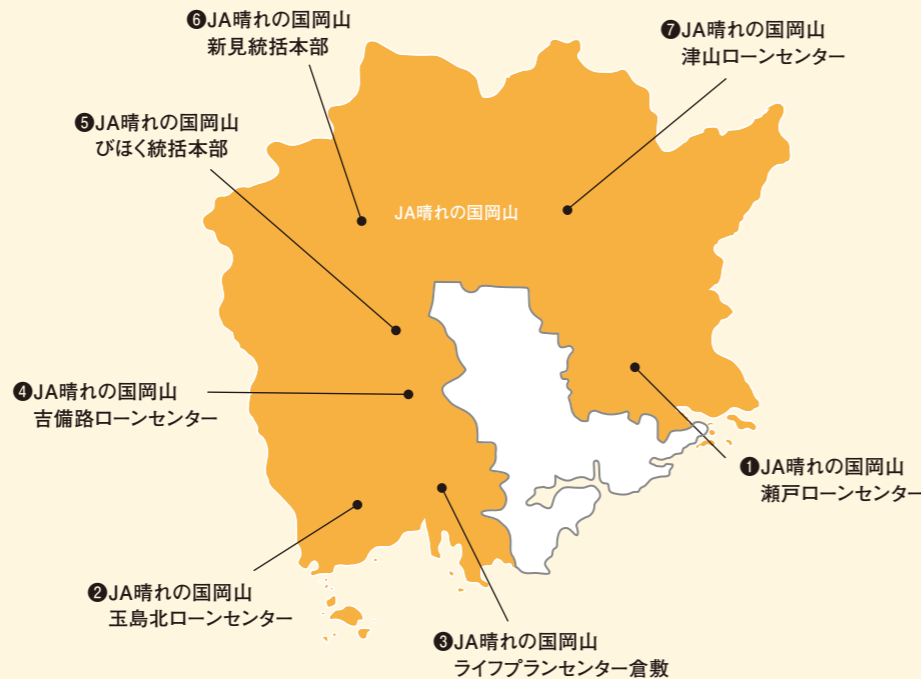 ❻JA晴れの国岡山
新見統括本部
❼JA晴れの国岡山
津山ローンセンター
❺JA晴れの国岡山
びほく統括本部
JA晴れの国岡山
❹JA晴れの国岡山
吉備路ローンセンター
❶JA晴れの国岡山
瀬戸ローンセンター
❷JA晴れの国岡山
玉島北ローンセンター
❸JA晴れの国岡山
ライフプランセンター倉敷